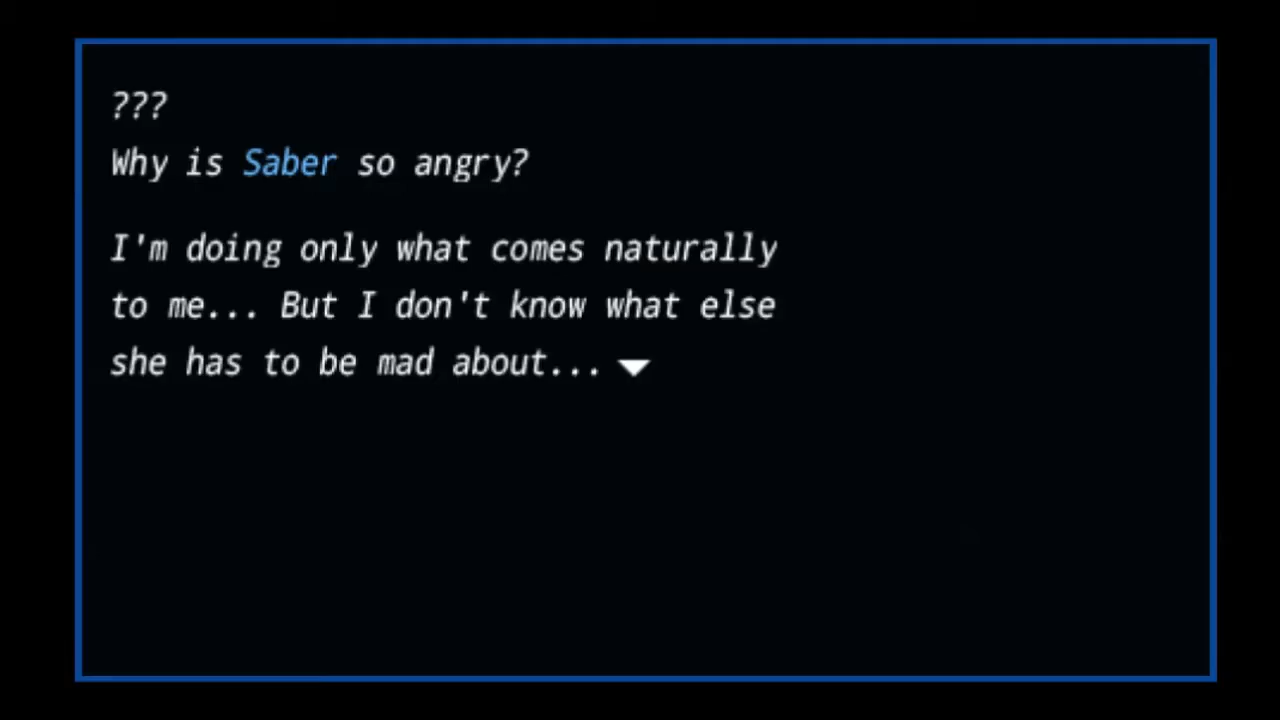 ???
Why is Saber so angry?
I'm doing only what comes naturally
to me... But I don't know what else
she has to be mad about...